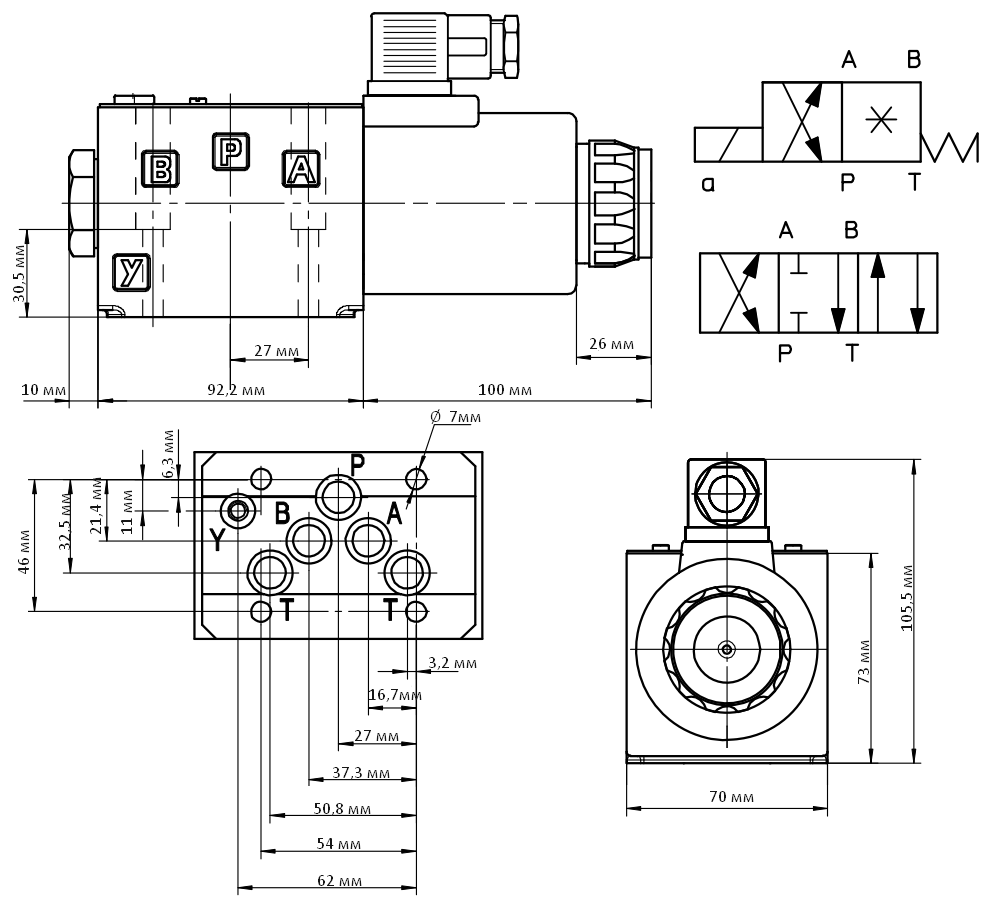 A B
B P A
a P T
Y
A B
30,5 мм
P T
27 мм
26 мм
10 мм 92,2 мм 100 мм
Ø 7мм
6,3 мм
P
11 мм
21,4 мм
32,5 мм
46 мм
B A
Y
T T
105,5 мм
73 мм
3,2 мм
16,7мм
27 мм
37,3 мм
50,8 мм
54 мм
62 мм
70 мм